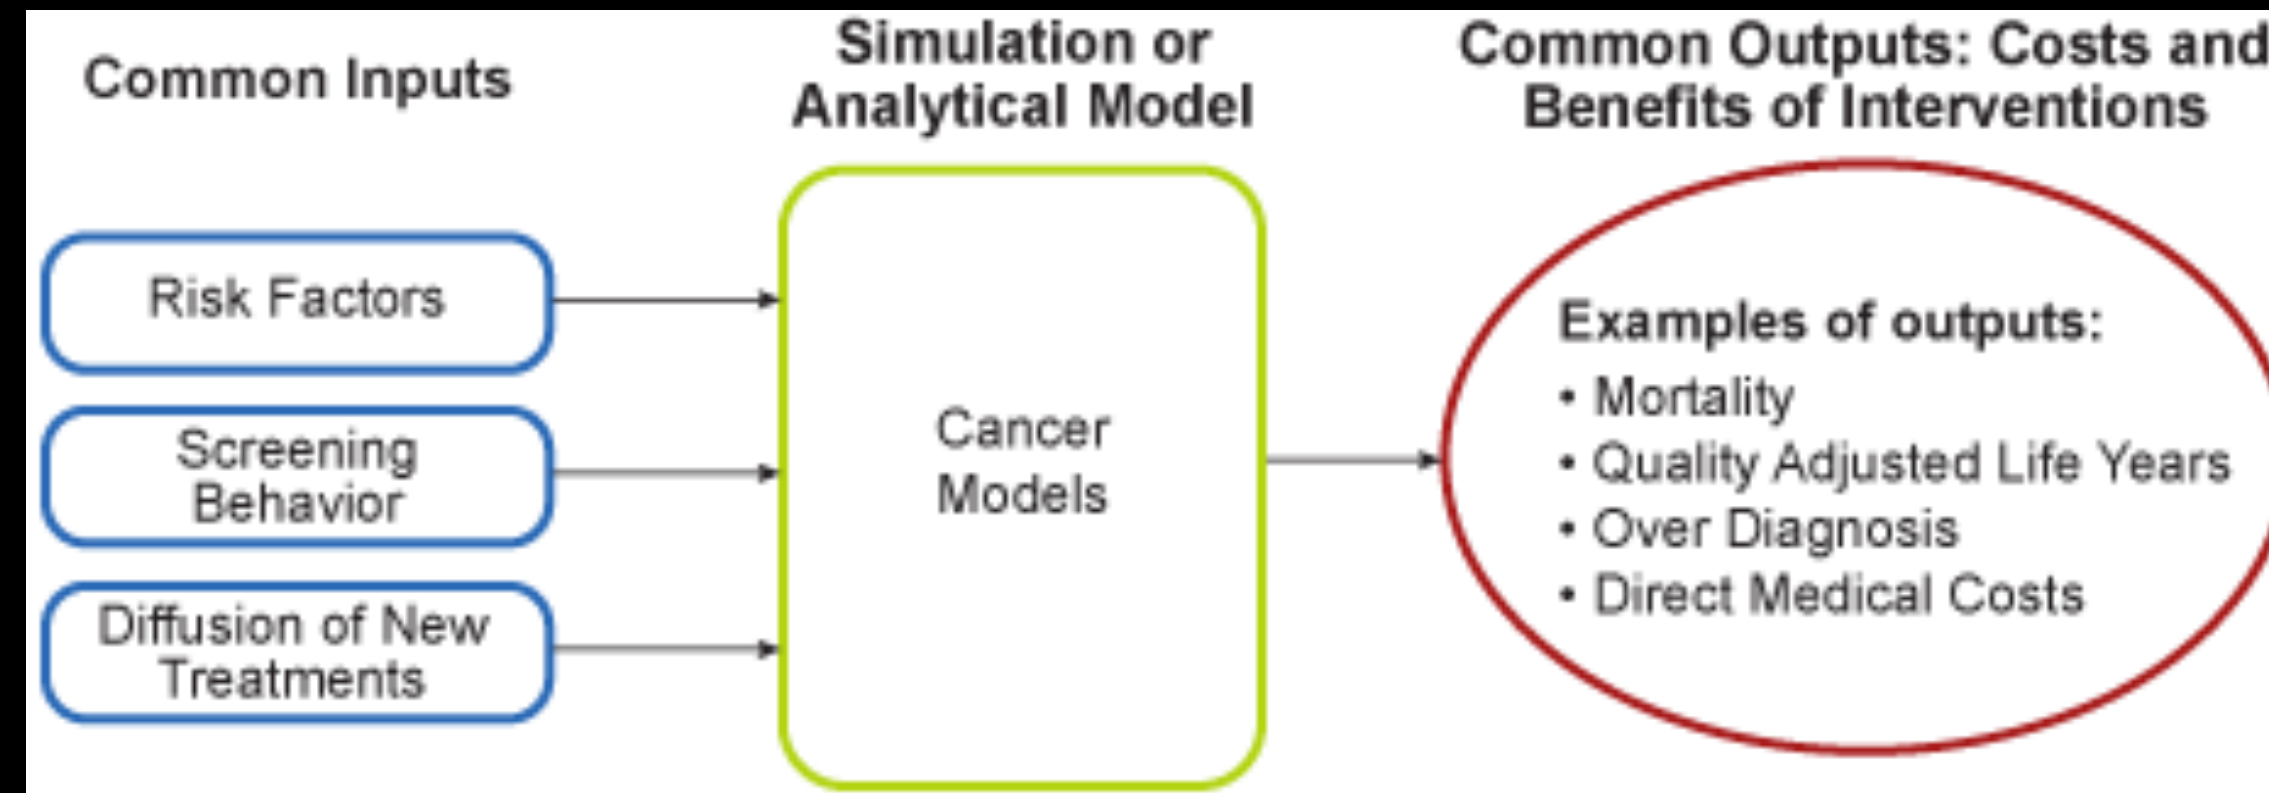 Common Inputs
Simulation or
Analytical Model
Common Outputs: Costs and
Benefits of Interventions
Risk Factors
Screening
Behavior
Diffusion of New
Treatments
Cancer
Models
Examples of outputs:
• Mortality
• Quality Adjusted Life Years
• Over Diagnosis
• Direct Medical Costs